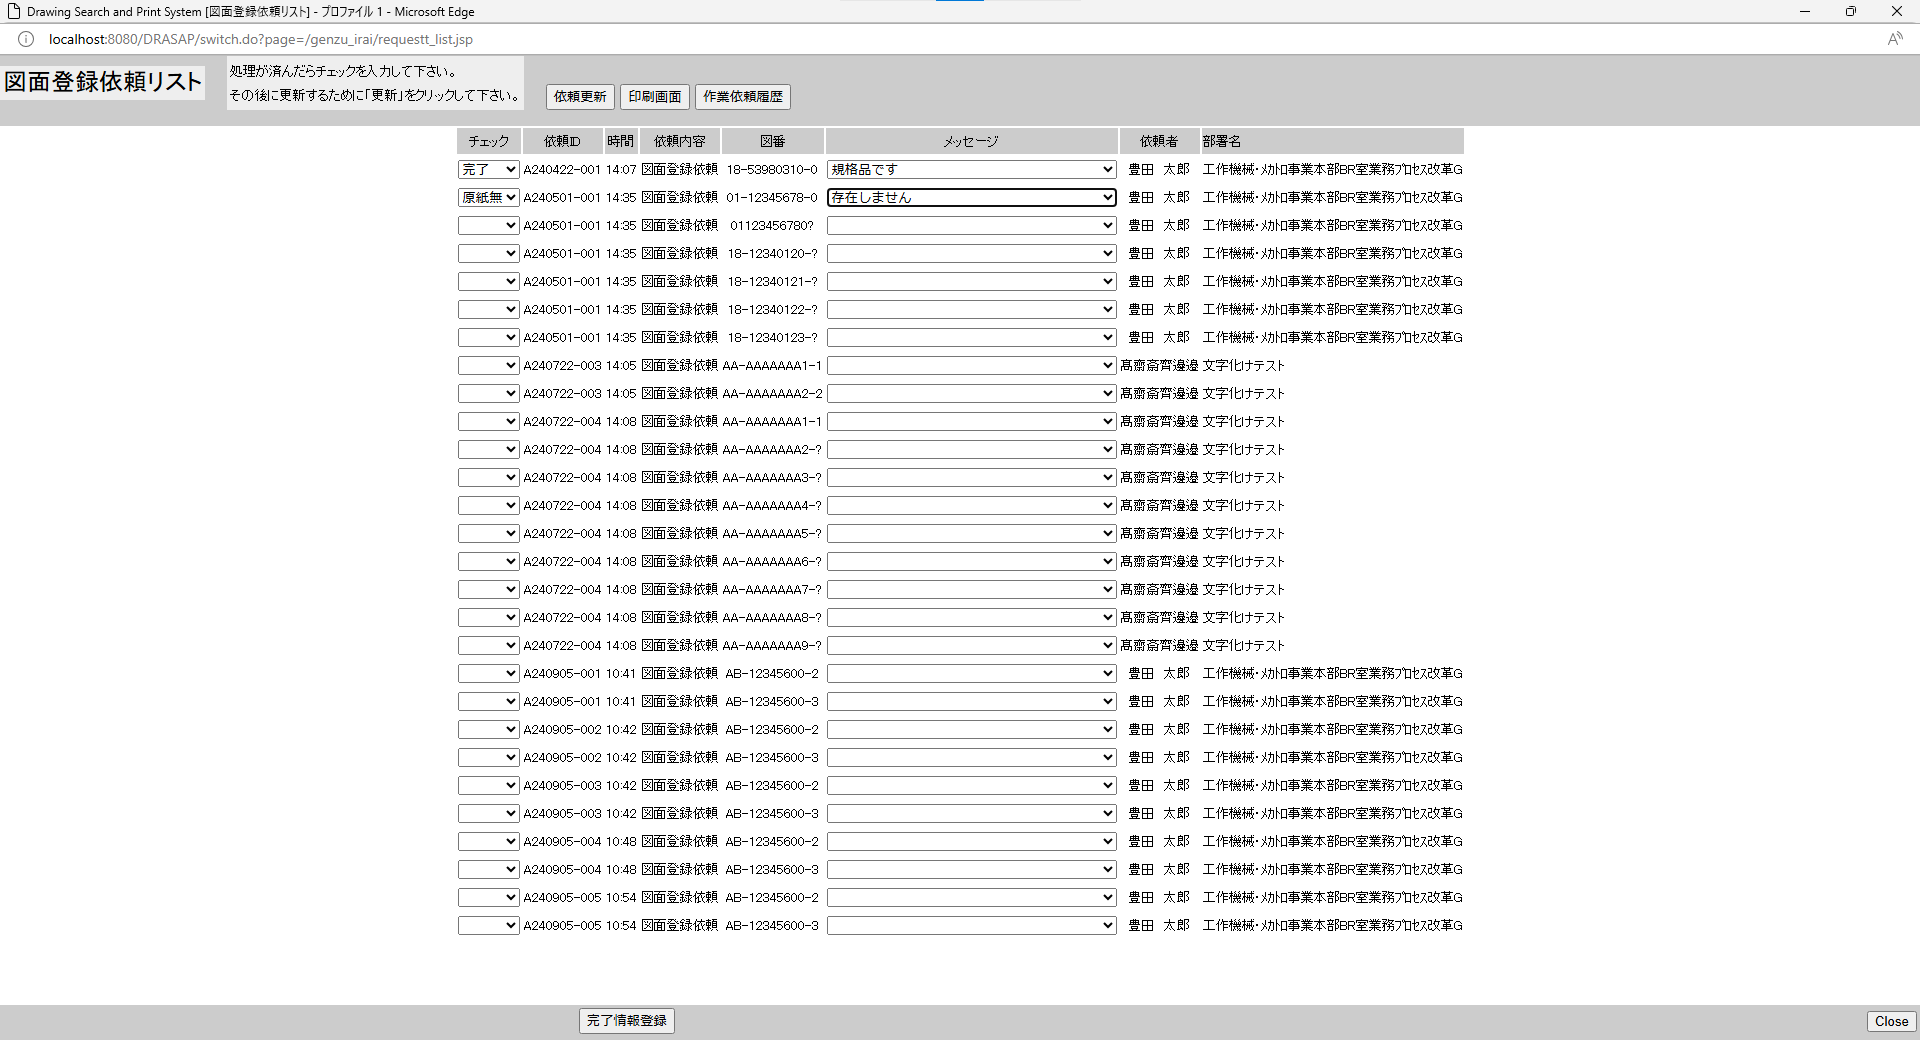 Drawing Search and Print System [図面登録依頼リスト] - プロファイル 1 - Microsoft Edge
localhost:8080/DRASAP/switch.do?page=/genzu_irai/requestt_list.jsp
図面登録依頼リスト
処理が済んだらチェックを入力して下さい。
その後に更新するために「更新」をクリックして下さい。
依頼更新 印刷画面 作業依頼履歴
チェック 依頼ID 時間 依頼内容 図番 メッセージ 依頼者 部署名
完了 A240422-001 14:07 図面登録依頼 18-53980310-0 規格品です 豊田 太郎 工作機械・ﾒｶﾄﾛ事業本部BR室業務ﾌﾟﾛｾｽ改革G
原紙無 A240501-001 14:35 図面登録依頼 01-12345678-0 存在しません 豊田 太郎 工作機械・ﾒｶﾄﾛ事業本部BR室業務ﾌﾟﾛｾｽ改革G
A240501-001 14:35 図面登録依頼 01123456780? 豊田 太郎 工作機械・ﾒｶﾄﾛ事業本部BR室業務ﾌﾟﾛｾｽ改革G
A240501-001 14:35 図面登録依頼 18-12340120-? 豊田 太郎 工作機械・ﾒｶﾄﾛ事業本部BR室業務ﾌﾟﾛｾｽ改革G
A240501-001 14:35 図面登録依頼 18-12340121-? 豊田 太郎 工作機械・ﾒｶﾄﾛ事業本部BR室業務ﾌﾟﾛｾｽ改革G
A240501-001 14:35 図面登録依頼 18-12340122-? 豊田 太郎 工作機械・ﾒｶﾄﾛ事業本部BR室業務ﾌﾟﾛｾｽ改革G
A240501-001 14:35 図面登録依頼 18-12340123-? 豊田 太郎 工作機械・ﾒｶﾄﾛ事業本部BR室業務ﾌﾟﾛｾｽ改革G
A240722-003 14:05 図面登録依頼 AA-AAAAAAA1-1 髙齋斎齊邉邊 文字化けテスト
A240722-003 14:05 図面登録依頼 AA-AAAAAAA2-2 髙齋斎齊邉邊 文字化けテスト
A240722-004 14:08 図面登録依頼 AA-AAAAAAA1-1 髙齋斎齊邉邊 文字化けテスト
A240722-004 14:08 図面登録依頼 AA-AAAAAAA2-? 髙齋斎齊邉邊 文字化けテスト
A240722-004 14:08 図面登録依頼 AA-AAAAAAA3-? 髙齋斎齊邉邊 文字化けテスト
A240722-004 14:08 図面登録依頼 AA-AAAAAAA4-? 髙齋斎齊邉邊 文字化けテスト
A240722-004 14:08 図面登録依頼 AA-AAAAAAA5-? 髙齋斎齊邉邊 文字化けテスト
A240722-004 14:08 図面登録依頼 AA-AAAAAAA6-? 髙齋斎齊邉邊 文字化けテスト
A240722-004 14:08 図面登録依頼 AA-AAAAAAA7-? 髙齋斎齊邉邊 文字化けテスト
A240722-004 14:08 図面登録依頼 AA-AAAAAAA8-? 髙齋斎齊邉邊 文字化けテスト
A240722-004 14:08 図面登録依頼 AA-AAAAAAA9-? 髙齋斎齊邉邊 文字化けテスト
A240905-001 10:41 図面登録依頼 AB-12345600-2 豊田 太郎 工作機械・ﾒｶﾄﾛ事業本部BR室業務ﾌﾟﾛｾｽ改革G
A240905-001 10:41 図面登録依頼 AB-12345600-3 豊田 太郎 工作機械・ﾒｶﾄﾛ事業本部BR室業務ﾌﾟﾛｾｽ改革G
A240905-002 10:42 図面登録依頼 AB-12345600-2 豊田 太郎 工作機械・ﾒｶﾄﾛ事業本部BR室業務ﾌﾟﾛｾｽ改革G
A240905-002 10:42 図面登録依頼 AB-12345600-3 豊田 太郎 工作機械・ﾒｶﾄﾛ事業本部BR室業務ﾌﾟﾛｾｽ改革G
A240905-003 10:42 図面登録依頼 AB-12345600-2 豊田 太郎 工作機械・ﾒｶﾄﾛ事業本部BR室業務ﾌﾟﾛｾｽ改革G
A240905-003 10:42 図面登録依頼 AB-12345600-3 豊田 太郎 工作機械・ﾒｶﾄﾛ事業本部BR室業務ﾌﾟﾛｾｽ改革G
A240905-004 10:48 図面登録依頼 AB-12345600-2 豊田 太郎 工作機械・ﾒｶﾄﾛ事業本部BR室業務ﾌﾟﾛｾｽ改革G
A240905-004 10:48 図面登録依頼 AB-12345600-3 豊田 太郎 工作機械・ﾒｶﾄﾛ事業本部BR室業務ﾌﾟﾛｾｽ改革G
A240905-005 10:54 図面登録依頼 AB-12345600-2 豊田 太郎 工作機械・ﾒｶﾄﾛ事業本部BR室業務ﾌﾟﾛｾｽ改革G
A240905-005 10:54 図面登録依頼 AB-12345600-3 豊田 太郎 工作機械・ﾒｶﾄﾛ事業本部BR室業務ﾌﾟﾛｾｽ改革G
完了情報登録 Close